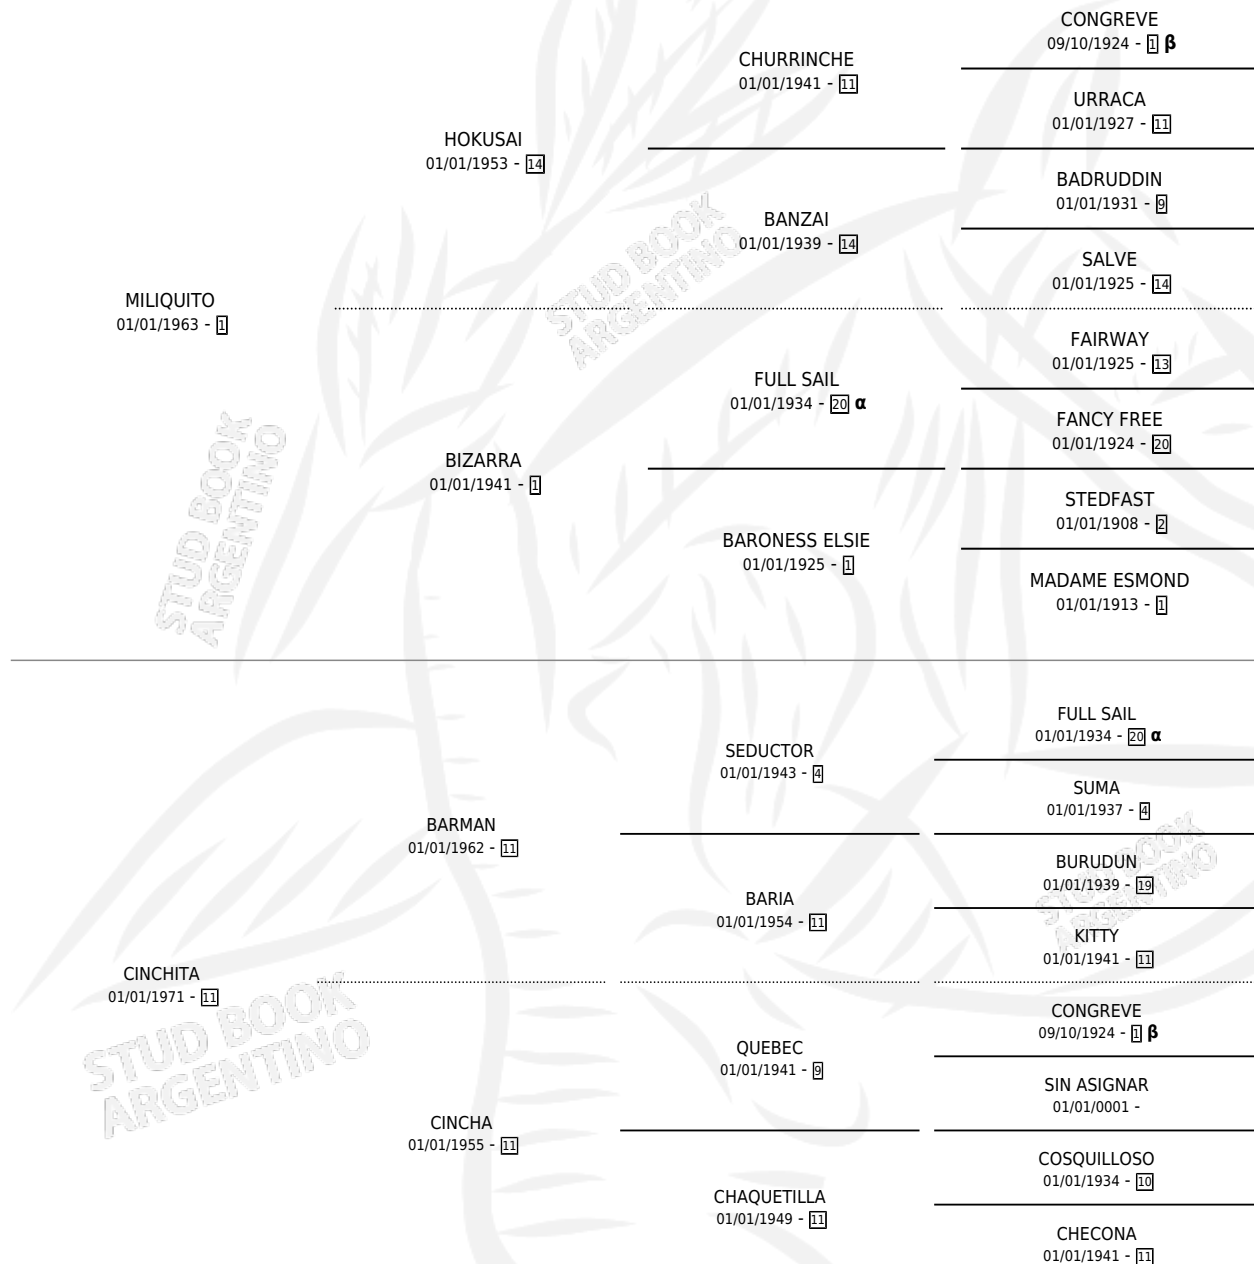 CONGREVE
09/10/1924 - 1 β
CHURRINCHE
01/01/1941 - 11
URRACA
01/01/1927 - 11
HOKUSAI
01/01/1953 - 14
BADRUDDIN
01/01/1931 - 9
BANZAI
01/01/1939 - 14
SALVE
01/01/1925 - 14
MILIQUITO
01/01/1963 - 1
FAIRWAY
01/01/1925 - 13
FULL SAIL
01/01/1934 - 20 α
FANCY FREE
01/01/1924 - 20
BIZARRA
01/01/1941 - 1
STEDFAST
01/01/1908 - 2
BARONESS ELSIE
01/01/1925 - 1
MADAME ESMOND
01/01/1913 - 1
FULL SAIL
01/01/1934 - 20 α
SEDUCTOR
01/01/1943 - 4
SUMA
01/01/1937 - 4
BARMAN
01/01/1962 - 11
BURUDUN
01/01/1939 - 19
BARIA
01/01/1954 - 11
KITTY
01/01/1941 - 11
CINCHITA
01/01/1971 - 11
CONGREVE
09/10/1924 - 1 β
QUEBEC
01/01/1941 - 9
SIN ASIGNAR
01/01/0001 -
CINCHA
01/01/1955 - 11
COSQUILLOSO
01/01/1934 - 10
CHAQUETILLA
01/01/1949 - 11
CHECONA
01/01/1941 - 11
STUD BOOK
ARGENTINO
STUD BOOK
ARGENTINO
STUD BOOK
ARGENTINO
STUD BOOK
ARGENTINO